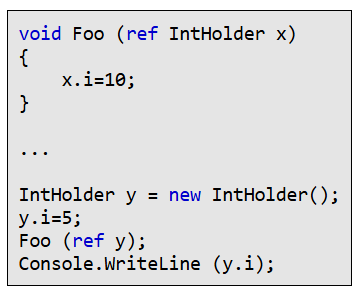 void Foo (ref IntHolder x)
{
    x.i=10;
}
...
IntHolder y = new IntHolder();
y.i=5;
Foo (ref y);
Console.WriteLine (y.i);